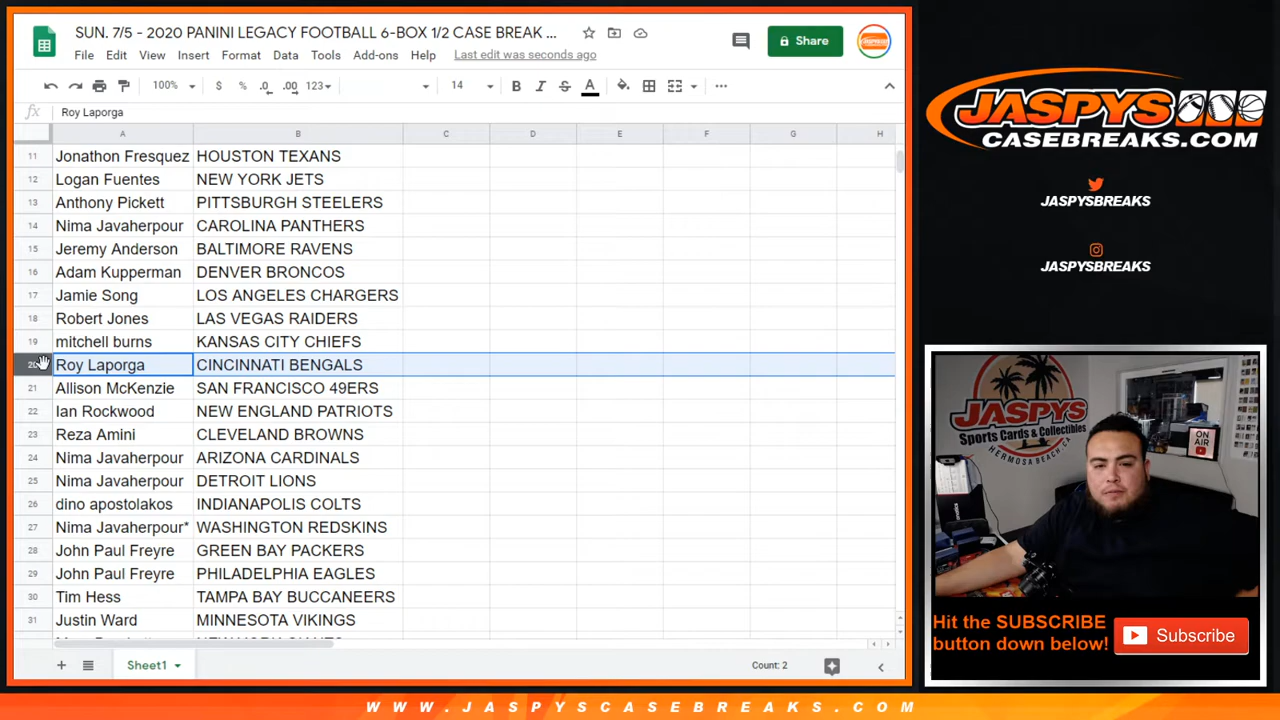 SUN. 7/5 - 2020 PANINI LEGACY FOOTBALL 6-BOX 1/2 CASE BREAK ...
File Edit View Insert Format Data Tools Add-ons Help Last edit was seconds ago
Share
100% $ % .0 .00 123 14 B I S A ...
fx Roy Laporga
A B C D E F G H
11 Jonathon Fresquez HOUSTON TEXANS
12 Logan Fuentes NEW YORK JETS
13 Anthony Pickett PITTSBURGH STEELERS
14 Nima Javaherpour CAROLINA PANTHERS
15 Jeremy Anderson BALTIMORE RAVENS
16 Adam Kupperman DENVER BRONCOS
17 Jamie Song LOS ANGELES CHARGERS
18 Robert Jones LAS VEGAS RAIDERS
19 mitchell burns KANSAS CITY CHIEFS
20 Roy Laporga CINCINNATI BENGALS
21 Allison McKenzie SAN FRANCISCO 49ERS
22 Ian Rockwood NEW ENGLAND PATRIOTS
23 Reza Amini CLEVELAND BROWNS
24 Nima Javaherpour ARIZONA CARDINALS
25 Nima Javaherpour DETROIT LIONS
26 dino apostolakos INDIANAPOLIS COLTS
27 Nima Javaherpour* WASHINGTON REDSKINS
28 John Paul Freyre GREEN BAY PACKERS
29 John Paul Freyre PHILADELPHIA EAGLES
30 Tim Hess TAMPA BAY BUCCANEERS
31 Justin Ward MINNESOTA VIKINGS
Sheet1
Count: 2
JASPYS
CASEBREAKS.COM
JASPYSBREAKS
JASPYSBREAKS
JASPYS
Sports Cards & Collectibles
HERMOSA BEACH, CA
ON AIR
Hit the SUBSCRIBE
button down below!
Subscribe
WWW.JASPYSCASEBREAKS.COM